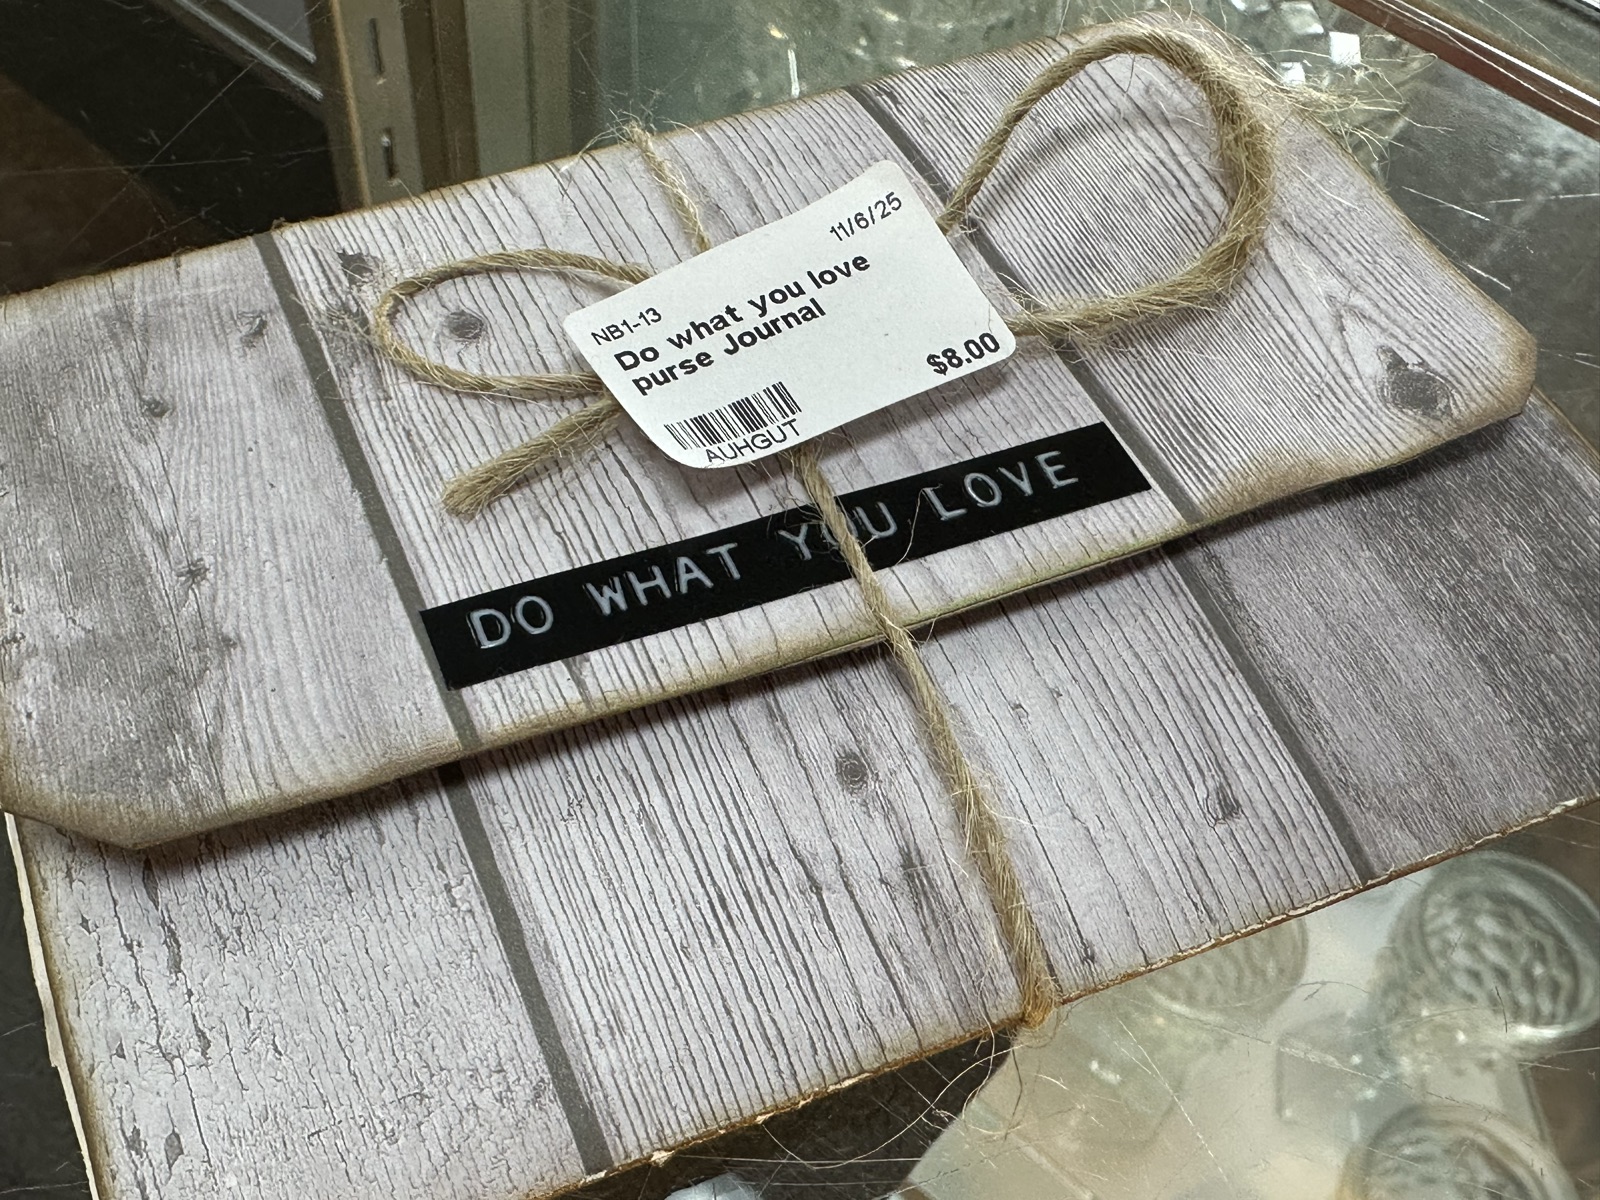 11/6/25
NB1-13
Do what you love
purse Journal
$8.00
AUHGUT
DO WHAT YOU LOVE